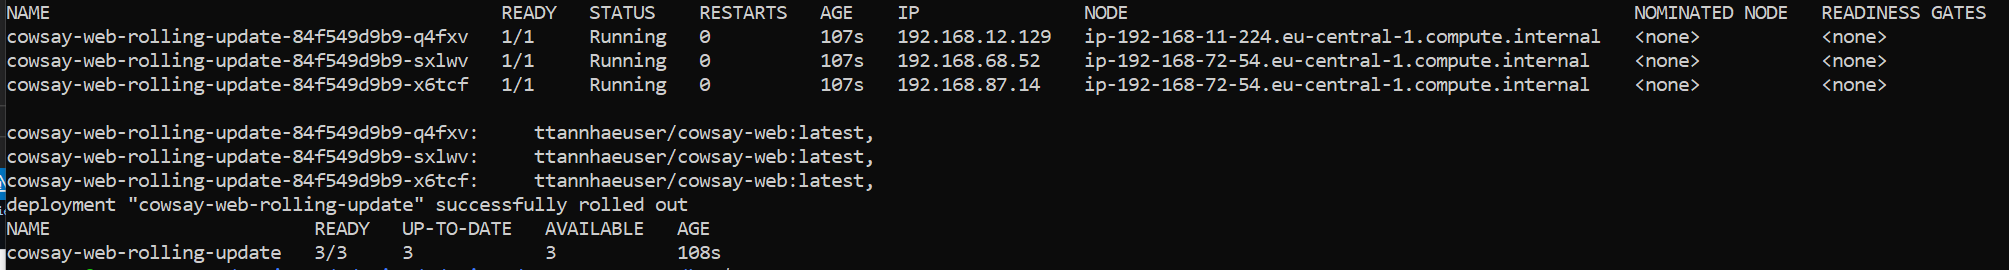 NAME READY STATUS RESTARTS AGE IP NODE NOMINATED NODE READINESS GATES
cowsay-web-rolling-update-84f549d9b9-q4fxv 1/1 Running 0 107s 192.168.12.129 ip-192-168-11-224.eu-central-1.compute.internal <none> <none>
cowsay-web-rolling-update-84f549d9b9-sxlwv 1/1 Running 0 107s 192.168.68.52 ip-192-168-72-54.eu-central-1.compute.internal <none> <none>
cowsay-web-rolling-update-84f549d9b9-x6tcf 1/1 Running 0 107s 192.168.87.14 ip-192-168-72-54.eu-central-1.compute.internal <none> <none>
cowsay-web-rolling-update-84f549d9b9-q4fxv: ttannhaeuser/cowsay-web:latest,
cowsay-web-rolling-update-84f549d9b9-sxlwv: ttannhaeuser/cowsay-web:latest,
cowsay-web-rolling-update-84f549d9b9-x6tcf: ttannhaeuser/cowsay-web:latest,
deployment "cowsay-web-rolling-update" successfully rolled out
NAME READY UP-TO-DATE AVAILABLE AGE
cowsay-web-rolling-update 3/3 3 3 108s